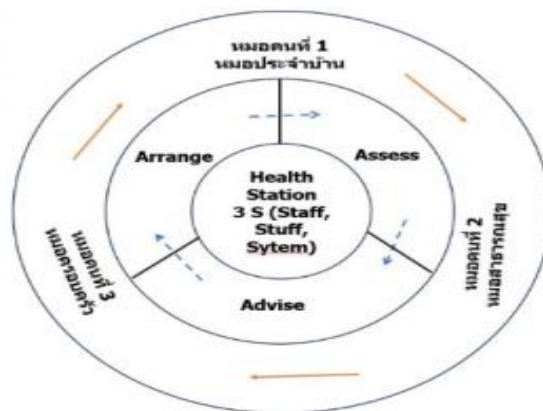 หมอคนที่ 1
หมอประจำบ้าน
Arrange
Assess
Health
Station
3 S (Staff,
Stuff,
Sytem)
Advise
หมอคนที่ 2
หมอสาธารณสุข
หมอคนที่ 3
หมอครอบครัว